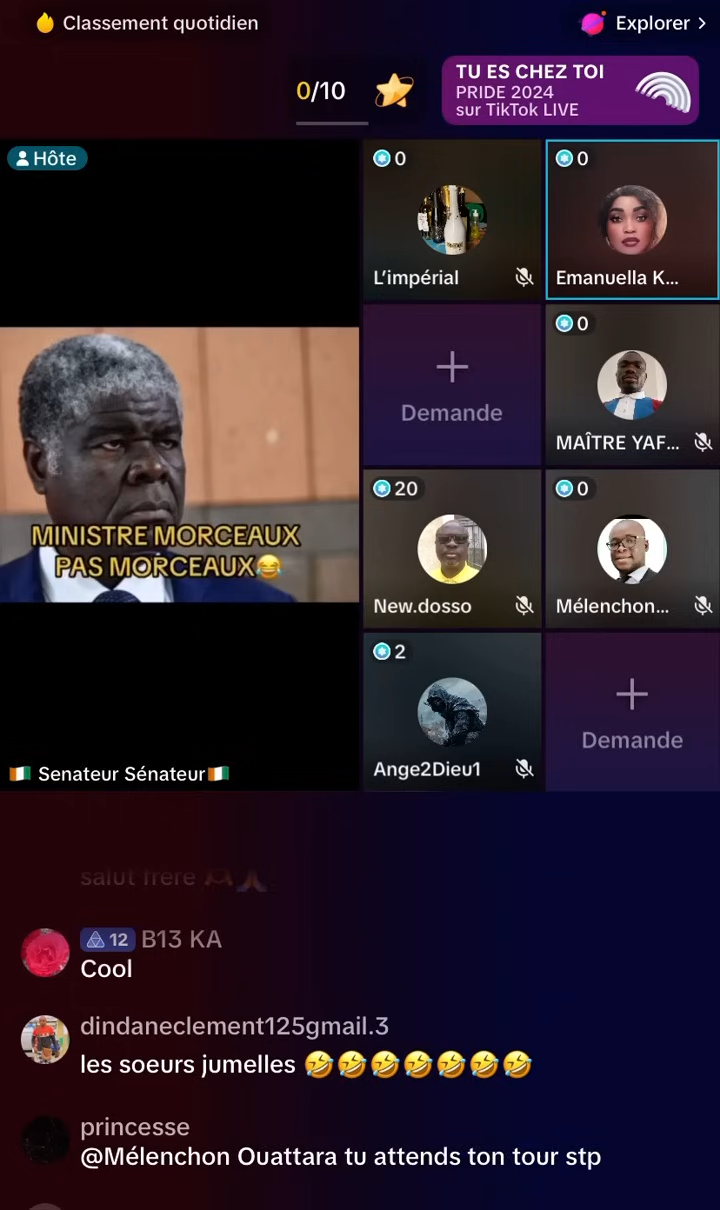 Classement quotidien
Explorer
0/10
TU ES CHEZ TOI
PRIDE 2024
sur TikTok LIVE
Hôte
0
0
L'impérial
Emanuella K...
0
Demande
MAÎTRE YAF...
20
0
MINISTRE MORCEAUX
PAS MORCEAUX😂
New.dosso
Mélenchon...
2
Demande
Ange2Dieu1
🇨🇮 Senateur Sénateur🇨🇮
salut frère
12 B13 KA
Cool
dindaneclement125gmail.3
les soeurs jumelles 🤣🤣🤣🤣🤣🤣🤣
princesse
@Mélenchon Ouattara tu attends ton tour stp